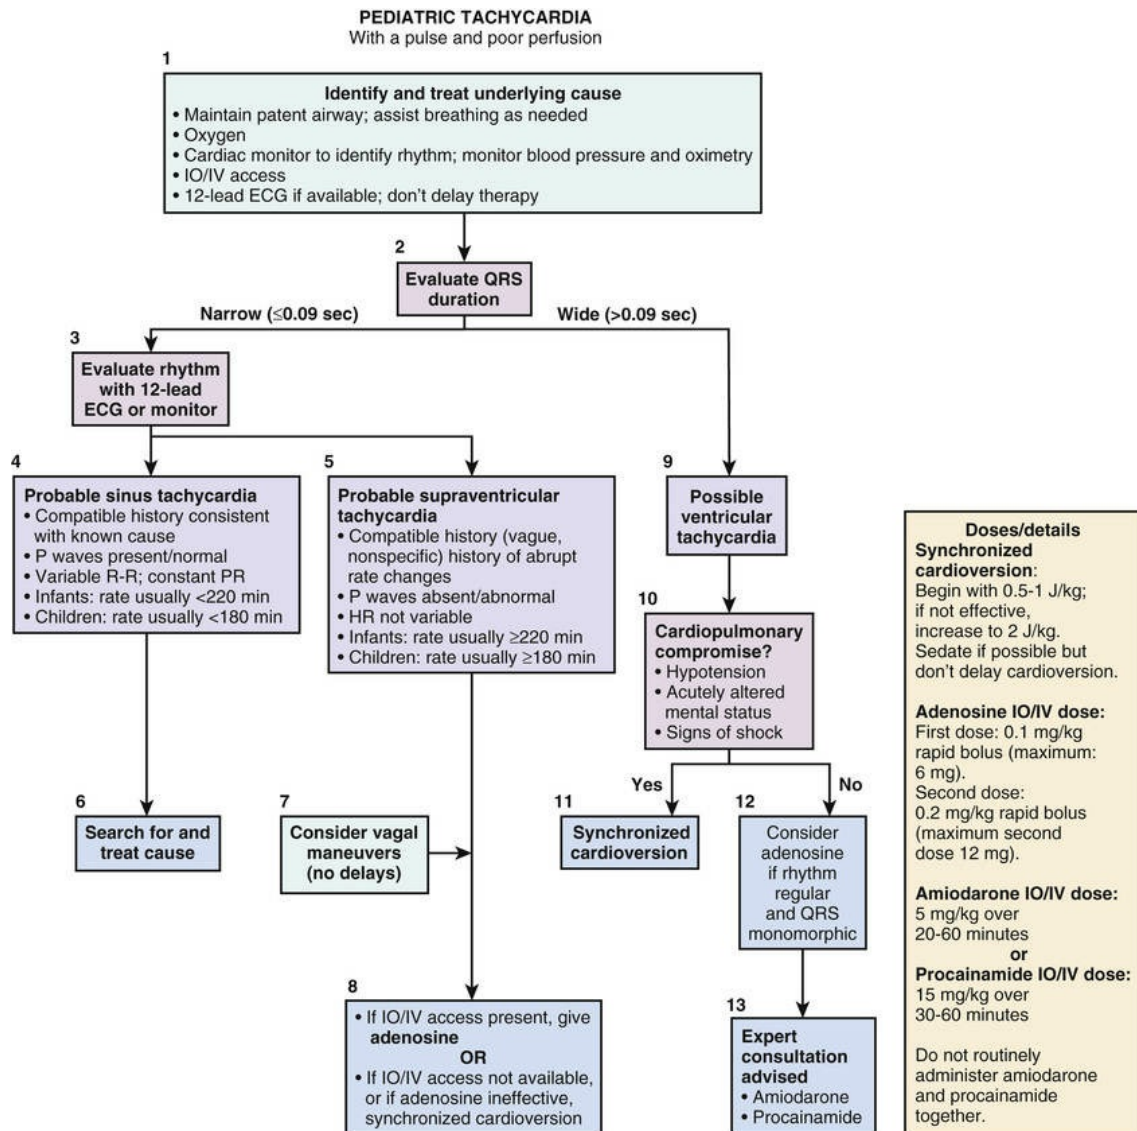 PEDIATRIC TACHYCARDIA
With a pulse and poor perfusion
1
Identify and treat underlying cause
• Maintain patent airway; assist breathing as needed
• Oxygen
• Cardiac monitor to identify rhythm; monitor blood pressure and oximetry
• IO/IV access
• 12-lead ECG if available; don’t delay therapy
2
Evaluate QRS
duration
Narrow (≤0.09 sec)
Wide (>0.09 sec)
3
Evaluate rhythm
with 12-lead
ECG or monitor
4
Probable sinus tachycardia
• Compatible history consistent
with known cause
• P waves present/normal
• Variable R-R; constant PR
• Infants: rate usually <220 min
• Children: rate usually <180 min
5
Probable supraventricular
tachycardia
• Compatible history (vague,
nonspecific) history of abrupt
rate changes
• P waves absent/abnormal
• HR not variable
• Infants: rate usually ≥220 min
• Children: rate usually ≥180 min
9
Possible
ventricular
tachycardia
10
Cardiopulmonary
compromise?
• Hypotension
• Acutely altered
mental status
• Signs of shock
Yes
No
6
Search for and
treat cause
7
Consider vagal
maneuvers
(no delays)
11
Synchronized
cardioversion
12
Consider
adenosine
if rhythm
regular
and QRS
monomorphic
8
• If IO/IV access present, give
adenosine
OR
• If IO/IV access not available,
or if adenosine ineffective,
synchronized cardioversion
13
Expert
consultation
advised
• Amiodarone
• Procainamide
Doses/details
Synchronized
cardioversion:
Begin with 0.5-1 J/kg;
if not effective,
increase to 2 J/kg.
Sedate if possible but
don’t delay cardioversion.
Adenosine IO/IV dose:
First dose: 0.1 mg/kg
rapid bolus (maximum:
6 mg).
Second dose:
0.2 mg/kg rapid bolus
(maximum second
dose 12 mg).
Amiodarone IO/IV dose:
5 mg/kg over
20-60 minutes
or
Procainamide IO/IV dose:
15 mg/kg over
30-60 minutes
Do not routinely
administer amiodarone
and procainamide
together.